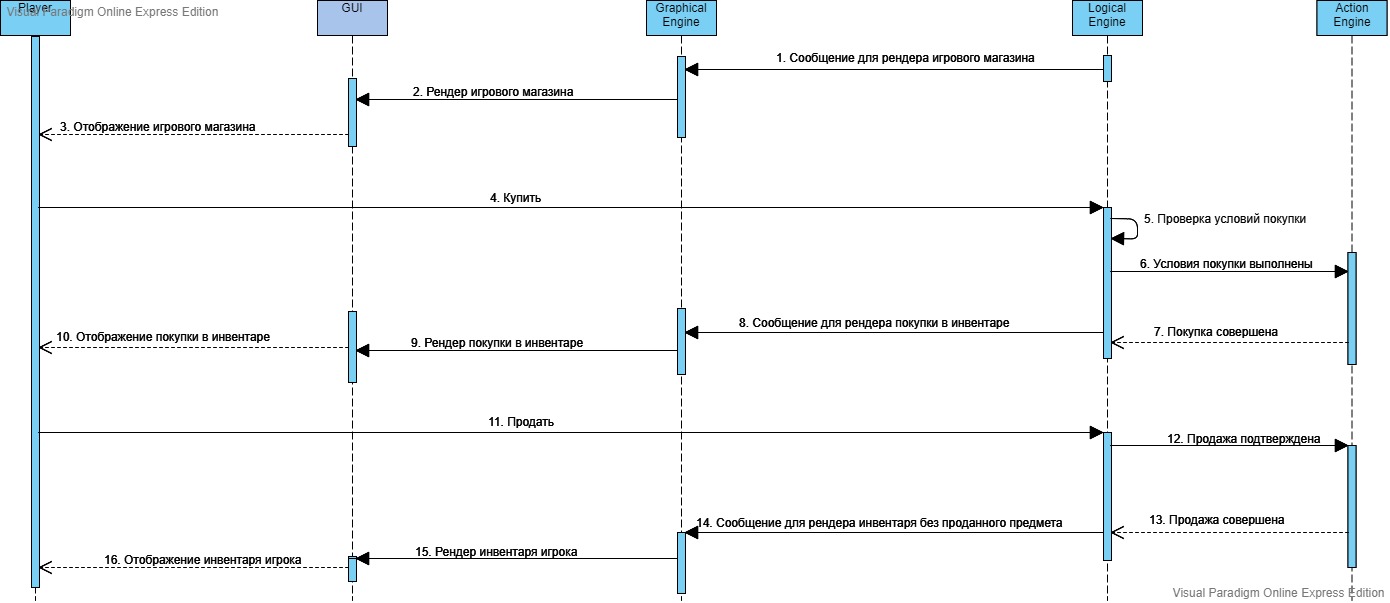 Player
Visual Paradigm Online Express Edition
GUI
Graphical
Engine
Logical
Engine
Action
Engine
1. Сообщение для рендера игрового магазина
2. Рендер игрового магазина
3. Отображение игрового магазина
4. Купить
5. Проверка условий покупки
6. Условия покупки выполнены
7. Покупка совершена
8. Сообщение для рендера покупки в инвентаре
9. Рендер покупки в инвентаре
10. Отображение покупки в инвентаре
11. Продать
12. Продажа подтверждена
13. Продажа совершена
14. Сообщение для рендера инвентаря без проданного предмета
15. Рендер инвентаря игрока
16. Отображение инвентаря игрока
Visual Paradigm Online Express Edition